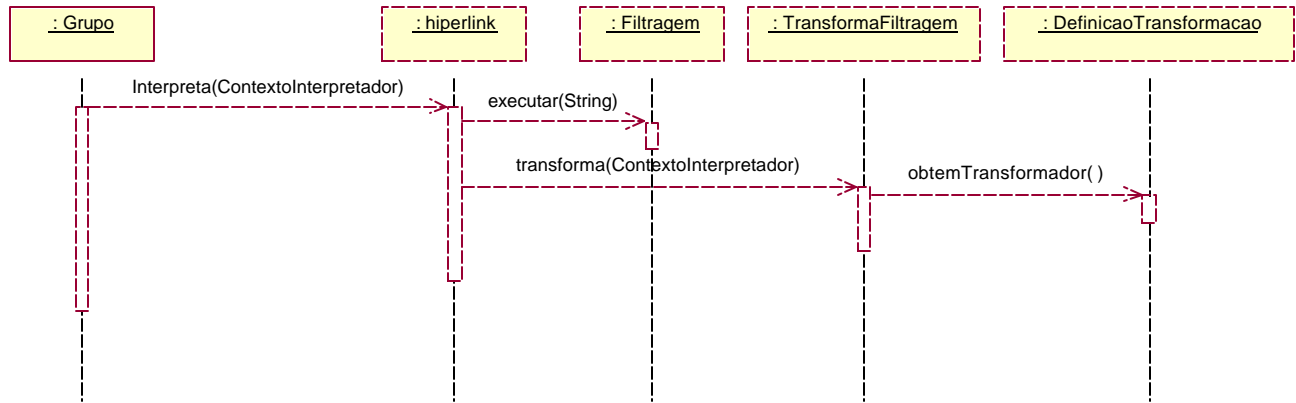 : Grupo
: hiperlink
: Filtragem
: TransformaFiltragem
: DefinicaoTransformacao
Interpreta(ContextoInterpretador)
executar(String)
transforma(ContextoInterpretador)
obtemTransformador( )